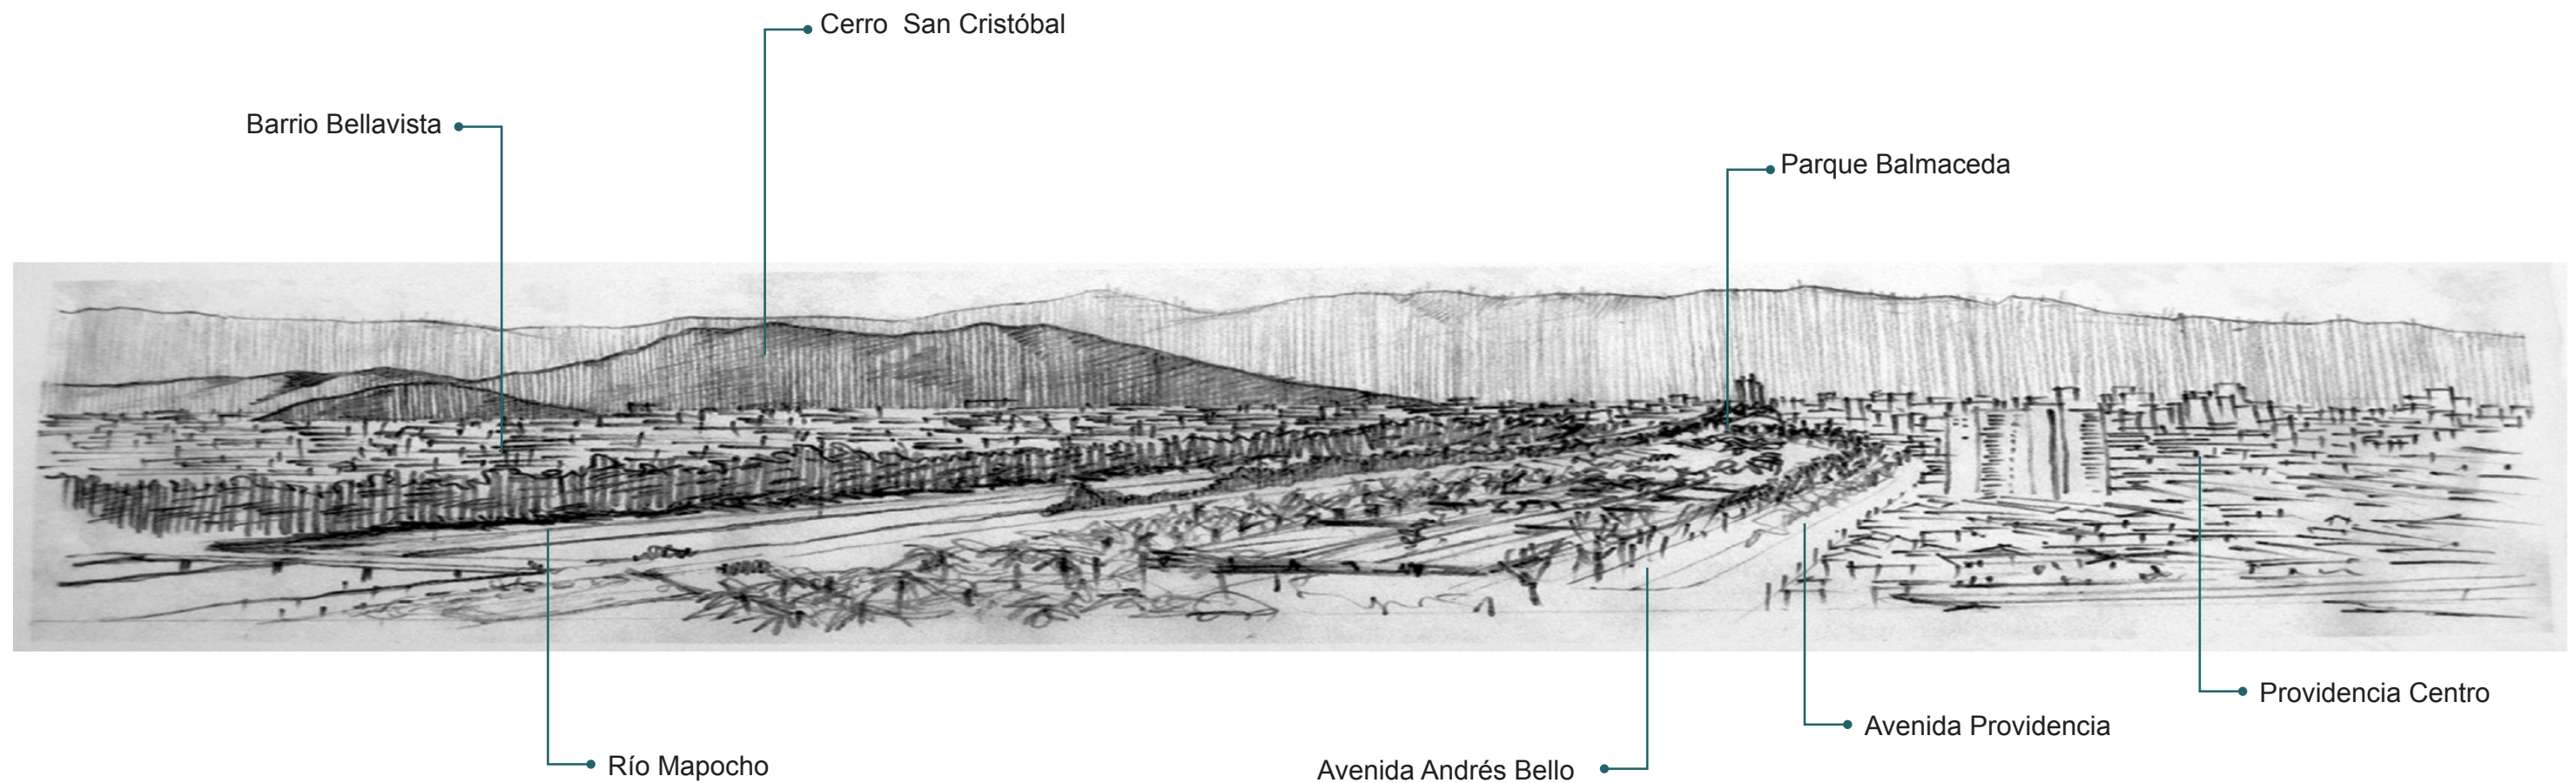 Cerro  San Cristóbal
Barrio Bellavista
Parque Balmaceda
Providencia Centro
Avenida Providencia
Río Mapocho
Avenida Andrés Bello